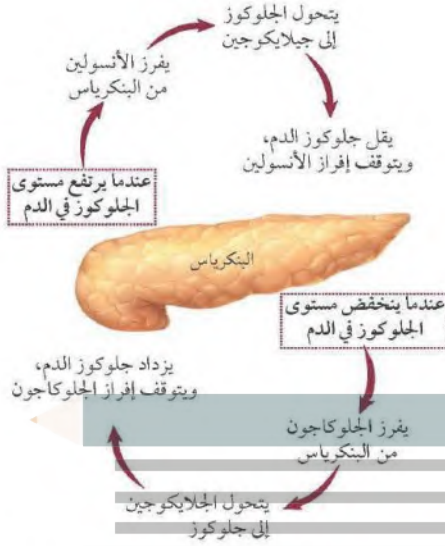 يتحول الجلوكوز
إلى جيلايكوجين
يفرز الأنسولين
من البنكرياس
يقل جلوكوز الدم،
ويتوقف إفراز الأنسولين
عندما يرتفع مستوى
الجلوكوز في الدم
البنكرياس
عندما ينخفض مستوى
الجلوكوز في الدم
يزداد جلوكوز الدم،
ويتوقف إفراز الجلوكاجون
يفرز الجلوكاجون
من البنكرياس
يتحول الجلايكوجين
إلى جلوكوز